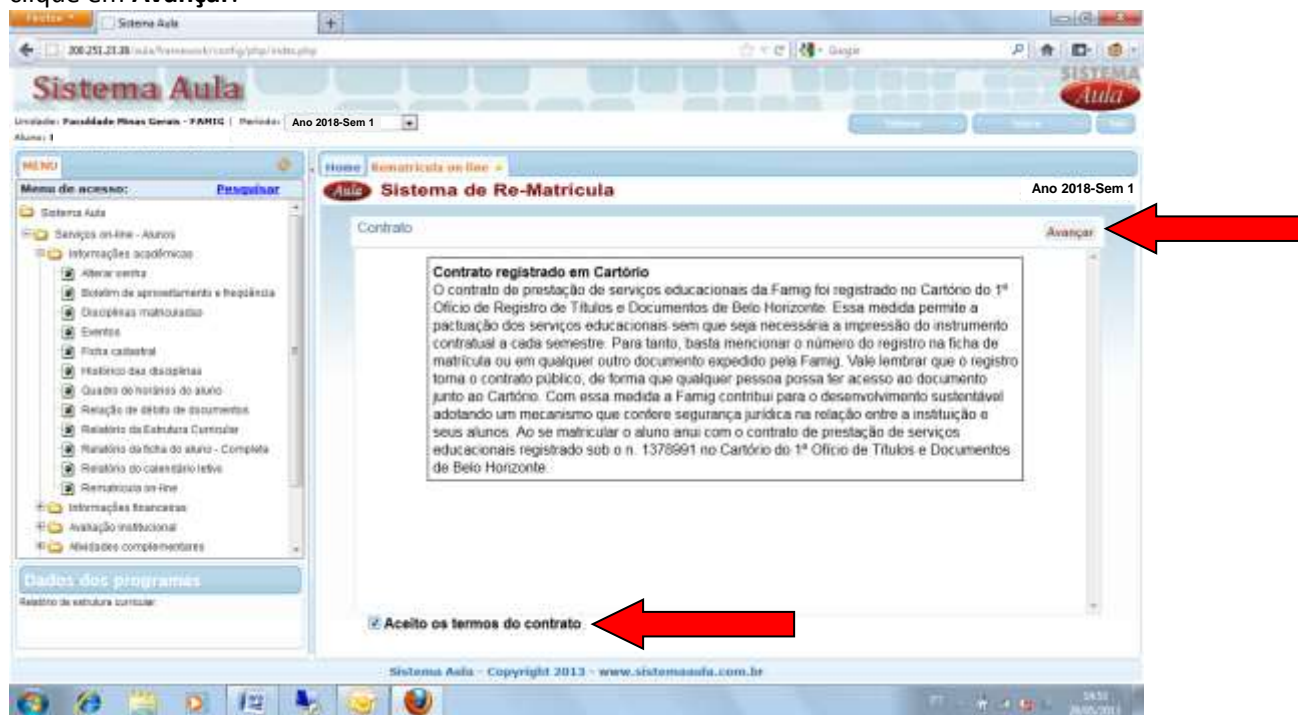 clique em Avançar.
Sistema Aula
Google
Sistema Aula
SISTEMA
Aula
Unidade: Faculdade Minas Gerais - FAMIG | Periodo: Ano 2018-Sem 1
Aluno: 1
MENU
Home Rematricula on line
Menu de acesso: Pesquisar
Aula Sistema de Re-Matricula Ano 2018-Sem 1
Sistema Aula
Serviços on-line - Alunos
Informações acadêmicas
Alterar senha
Boletim de aproveitamento e freqüência
Disciplinas matriculadas
Eventos
Ficha cadastral
Histórico das disciplinas
Quadro de horários do aluno
Relação de débito de documentos
Relatório da Estrutura Curricular
Relatório da ficha do aluno - Completa
Relatório do calendário letivo
Rematricula on-line
Informações financeiras
Avaliação institucional
Atividades complementares
Dados dos programas
Relatório da estrutura curricular
Contrato Avançar
Contrato registrado em Cartório
O contrato de prestação de serviços educacionais da Famig foi registrado no Cartório do 1º
Ofício de Registro de Títulos e Documentos de Belo Horizonte. Essa medida permite a
pactuação dos serviços educacionais sem que seja necessária a impressão do instrumento
contratual a cada semestre. Para tanto, basta mencionar o número do registro na ficha de
matrícula ou em qualquer outro documento expedido pela Famig. Vale lembrar que o registro
torna o contrato público, de forma que qualquer pessoa possa ter acesso ao documento
junto ao Cartório. Com essa medida a Famig contribui para o desenvolvimento sustentável
adotando um mecanismo que confere segurança jurídica na relação entre a instituição e
seus alunos. Ao se matricular o aluno anui com o contrato de prestação de serviços
educacionais registrado sob o n. 1378991 no Cartório do 1º Ofício de Títulos e Documentos
de Belo Horizonte.
Aceito os termos do contrato
Sistema Aula - Copyright 2013 - www.sistemaaula.com.br
PT